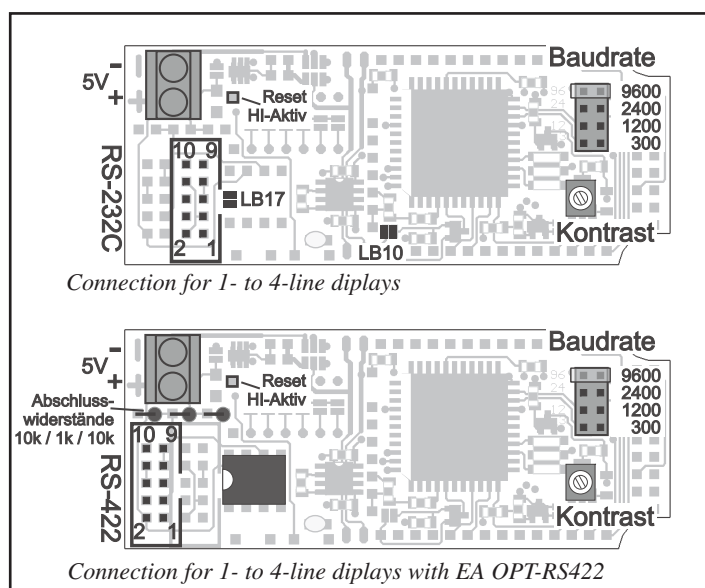 -
5V
+
Reset
HI-Aktiv
Baudrate
9600
2400
1200
300
RS-232C
10 9
2 1
LB17
LB10
Kontrast
Connection for 1- to 4-line diplays
-
5V
+
Reset
HI-Aktiv
Baudrate
9600
2400
1200
300
Abschluss-
widerstände
10k / 1k / 10k
RS-422
10 9
2 1
Kontrast
Connection for 1- to 4-line diplays with EA OPT-RS422